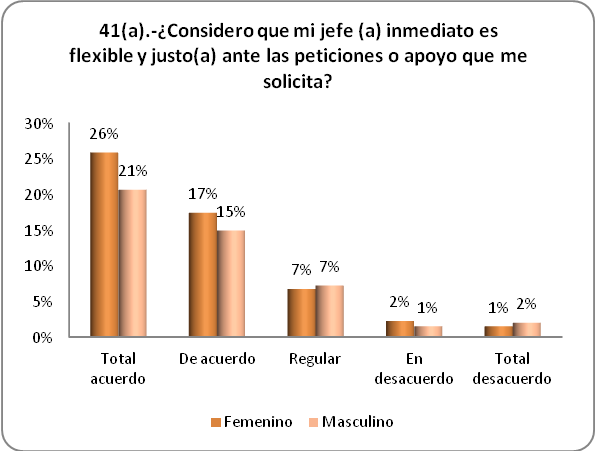 41(a).-¿Considero que mi jefe (a) inmediato es
flexible y justo(a) ante las peticiones o apoyo que me
solicita?
30%
25%
20%
15%
10%
5%
0%
26%
21%
17%
15%
7%
7%
2%
1%
1%
2%
Total
acuerdo
De acuerdo
Regular
En
desacuerdo
Total
desacuerdo
Femenino
Masculino